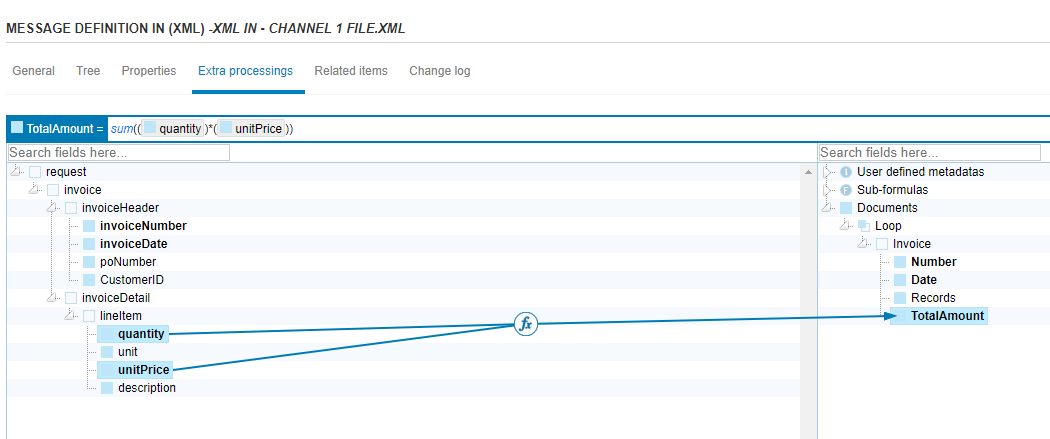 MESSAGE DEFINITION IN (XML) -XML IN - CHANNEL 1 FILE.XML
General Tree Properties Extra processings Related items Change log
TotalAmount = sum((quantity)*(unitPrice))
Search fields here... Search fields here...
request
invoice
invoiceHeader
invoiceNumber
invoiceDate
poNumber
CustomerID
invoiceDetail
lineItem
quantity
unit
unitPrice
description
fx
I User defined metadatas
F Sub-formulas
Documents
Loop
Invoice
Number
Date
Records
TotalAmount